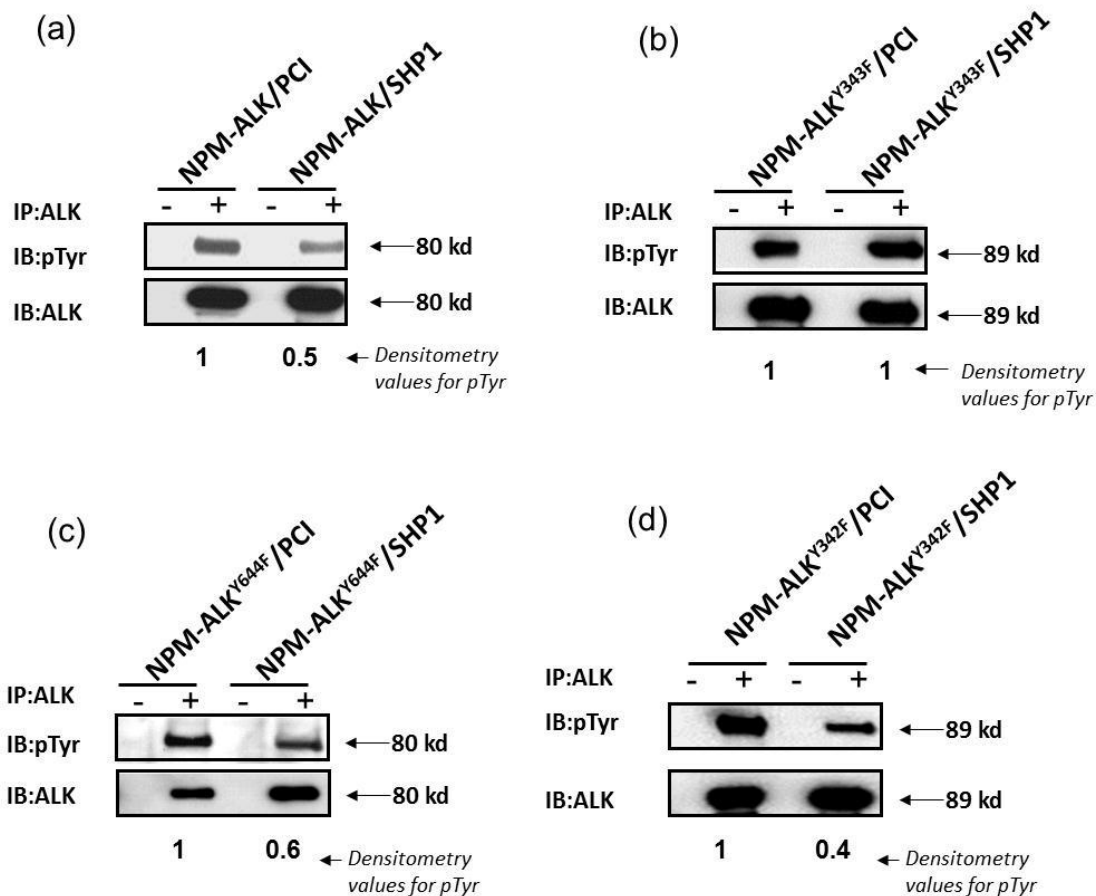 (a)
NPM-ALK/PCI
NPM-ALK/SHP1
IP:ALK - + - +
IB:pTyr 80 kd
IB:ALK 80 kd
1 0.5 Densitometry
values for pTyr
(b)
NPM-ALKY343F/PCI
NPM-ALKY343F/SHP1
IP:ALK - + - +
IB:pTyr 89 kd
IB:ALK 89 kd
1 1 Densitometry
values for pTyr
(c)
NPM-ALKY644F/PCI
NPM-ALKY644F/SHP1
IP:ALK - + - +
IB:pTyr 80 kd
IB:ALK 80 kd
1 0.6 Densitometry
values for pTyr
(d)
NPM-ALKY342F/PCI
NPM-ALKY342F/SHP1
IP:ALK - + - +
IB:pTyr 89 kd
IB:ALK 89 kd
1 0.4 Densitometry
values for pTyr